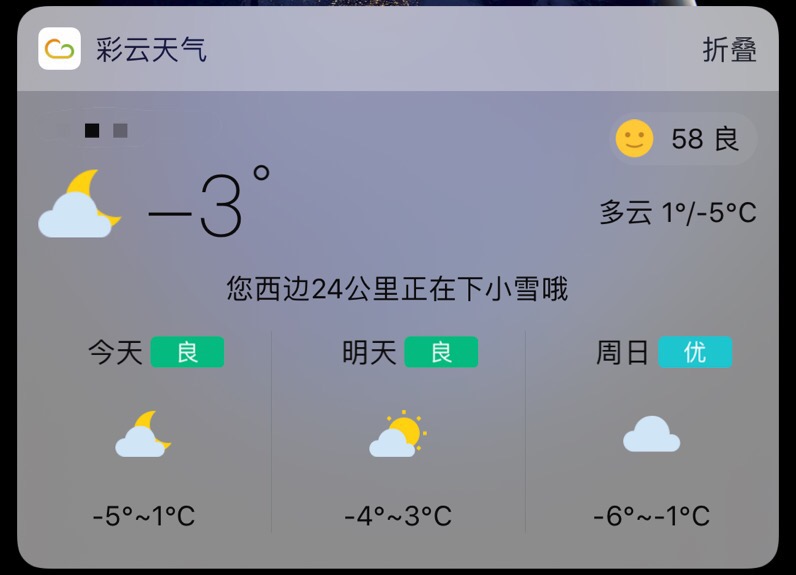 彩云天气 折叠
58 良
-3°
多云 1°/-5°C
您西边24公里正在下小雪哦
今天 良 明天 良 周日 优
-5°~1°C -4°~3°C -6°~-1°C